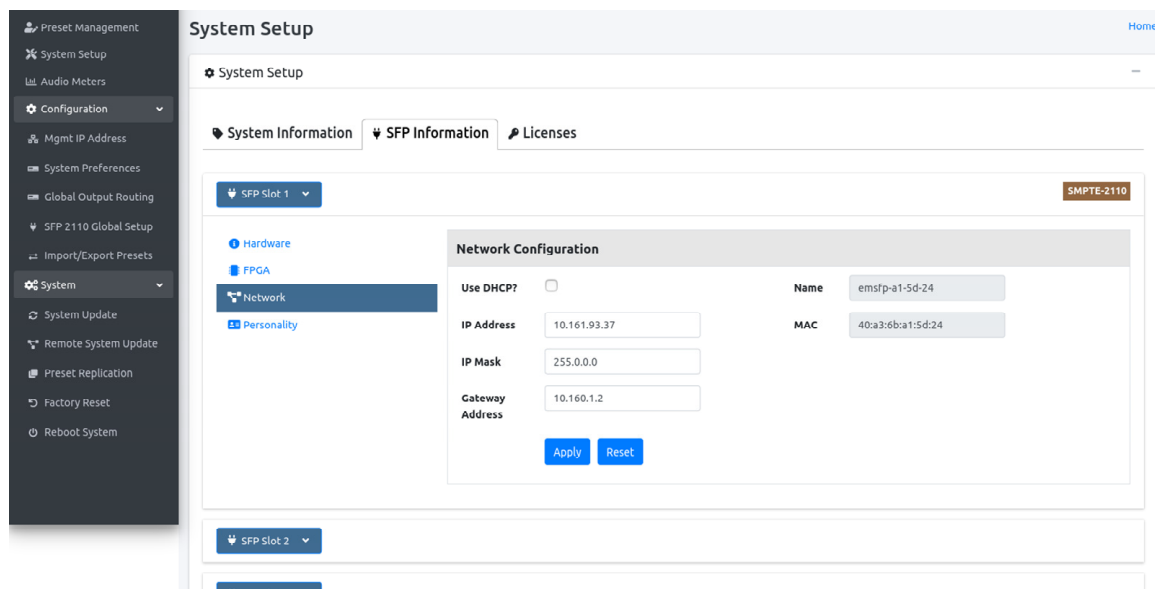 Preset Management
System Setup
Audio Meters
Configuration
Mgmt IP Address
System Preferences
Global Output Routing
SFP 2110 Global Setup
Import/Export Presets
System
System Update
Remote System Update
Preset Replication
Factory Reset
Reboot System
System Setup
Home
System Setup
System Information
SFP Information
Licenses
SFP Slot 1
SMPTE-2110
Hardware
FPGA
Network
Personality
Network Configuration
Use DHCP?
Name emsfp-a1-5d-24
IP Address 10.161.93.37
MAC 40:a3:6b:a1:5d:24
IP Mask 255.0.0.0
Gateway 10.160.1.2
Address
Apply Reset
SFP Slot 2